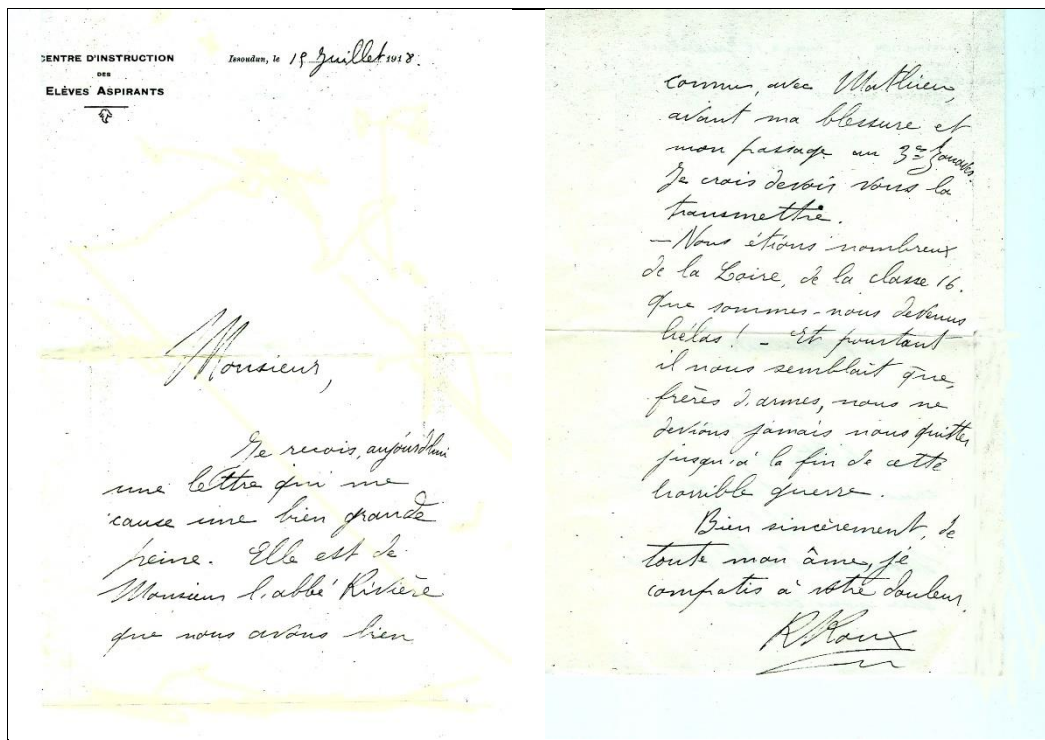 CENTRE D'INSTRUCTION
DES
ELÈVES ASPIRANTS
Issoudun, le 15 Juillet 1918.
Monsieur,
Je reçois, aujourd'hui
une lettre qui me
cause une bien grande
peine. Elle est de
Monsieur l'abbé Rivière
que nous avons bien
connu, avec Mathieu,
avant ma blessure et
mon passage au 3e Zouaves.
Je crois devoir vous la
transmettre.
— Nous étions nombreux
de la Loire, de la classe 16.
que sommes-nous devenus
hélas ! — Et pourtant
il nous semblait que,
frères d'armes, nous ne
devions jamais nous quitter
jusqu'à la fin de cette
horrible guerre.
Bien sincèrement, de
toute mon âme, je
compatis à votre douleur.
R Roux